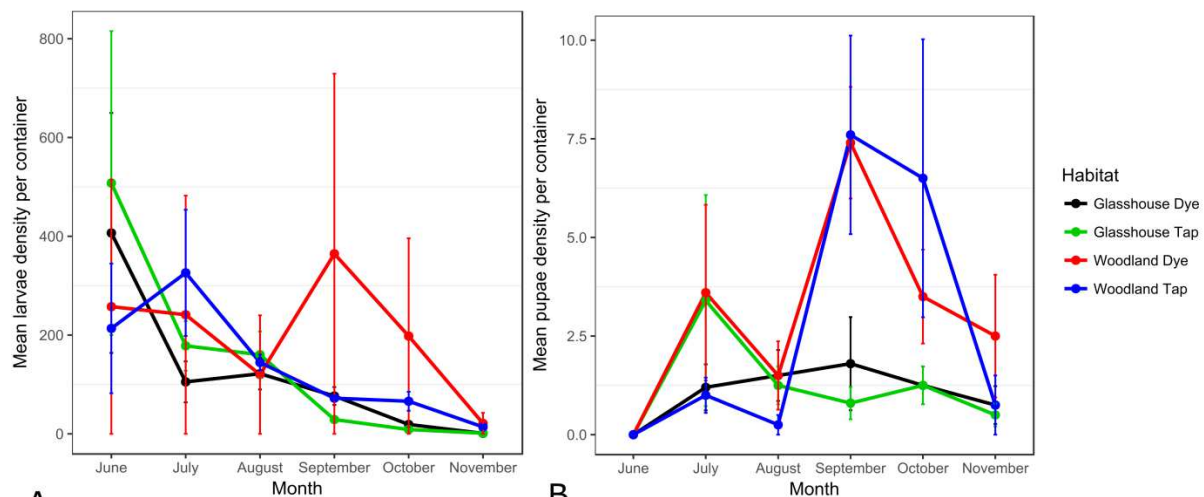 Mean larvae density per container
800
600
400
200
0
June July August September October November
Month
A
Mean pupae density per container
10.0
7.5
5.0
2.5
0.0
June July August September October November
Month
B
Habitat
Glasshouse Dye
Glasshouse Tap
Woodland Dye
Woodland Tap